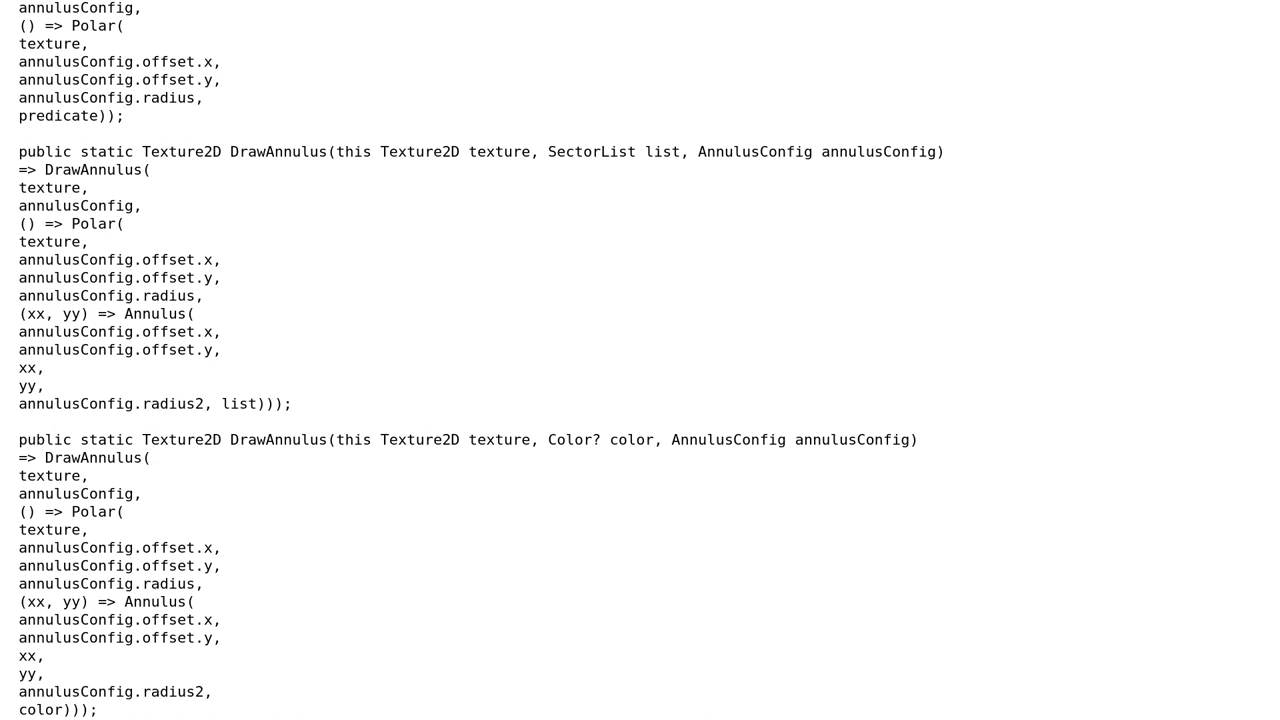 annulusConfig,
() => Polar(
texture,
annulusConfig.offset.x,
annulusConfig.offset.y,
annulusConfig.radius,
predicate));

public static Texture2D DrawAnnulus(this Texture2D texture, SectorList list, AnnulusConfig annulusConfig)
=> DrawAnnulus(
texture,
annulusConfig,
() => Polar(
texture,
annulusConfig.offset.x,
annulusConfig.offset.y,
annulusConfig.radius,
(xx, yy) => Annulus(
annulusConfig.offset.x,
annulusConfig.offset.y,
xx,
yy,
annulusConfig.radius2, list)));

public static Texture2D DrawAnnulus(this Texture2D texture, Color? color, AnnulusConfig annulusConfig)
=> DrawAnnulus(
texture,
annulusConfig,
() => Polar(
texture,
annulusConfig.offset.x,
annulusConfig.offset.y,
annulusConfig.radius,
(xx, yy) => Annulus(
annulusConfig.offset.x,
annulusConfig.offset.y,
xx,
yy,
annulusConfig.radius2,
color)));